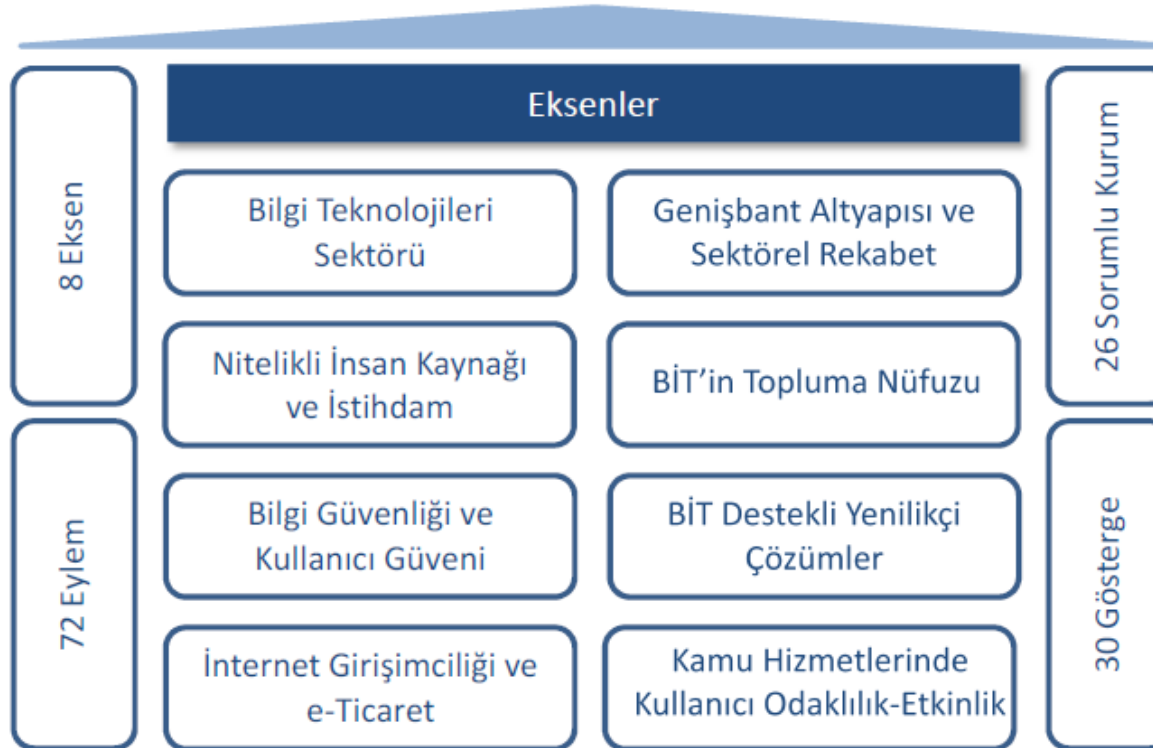 Eksenler
8 Eksen
72 Eylem
Bilgi Teknolojileri
Sektörü
Genişbant Altyapısı ve
Sektörel Rekabet
Nitelikli İnsan Kaynağı
ve İstihdam
BİT’in Topluma Nüfuzu
Bilgi Güvenliği ve
Kullanıcı Güveni
BİT Destekli Yenilikçi
Çözümler
İnternet Girişimciliği ve
e-Ticaret
Kamu Hizmetlerinde
Kullanıcı Odaklılık-Etkinlik
26 Sorumlu Kurum
30 Gösterge